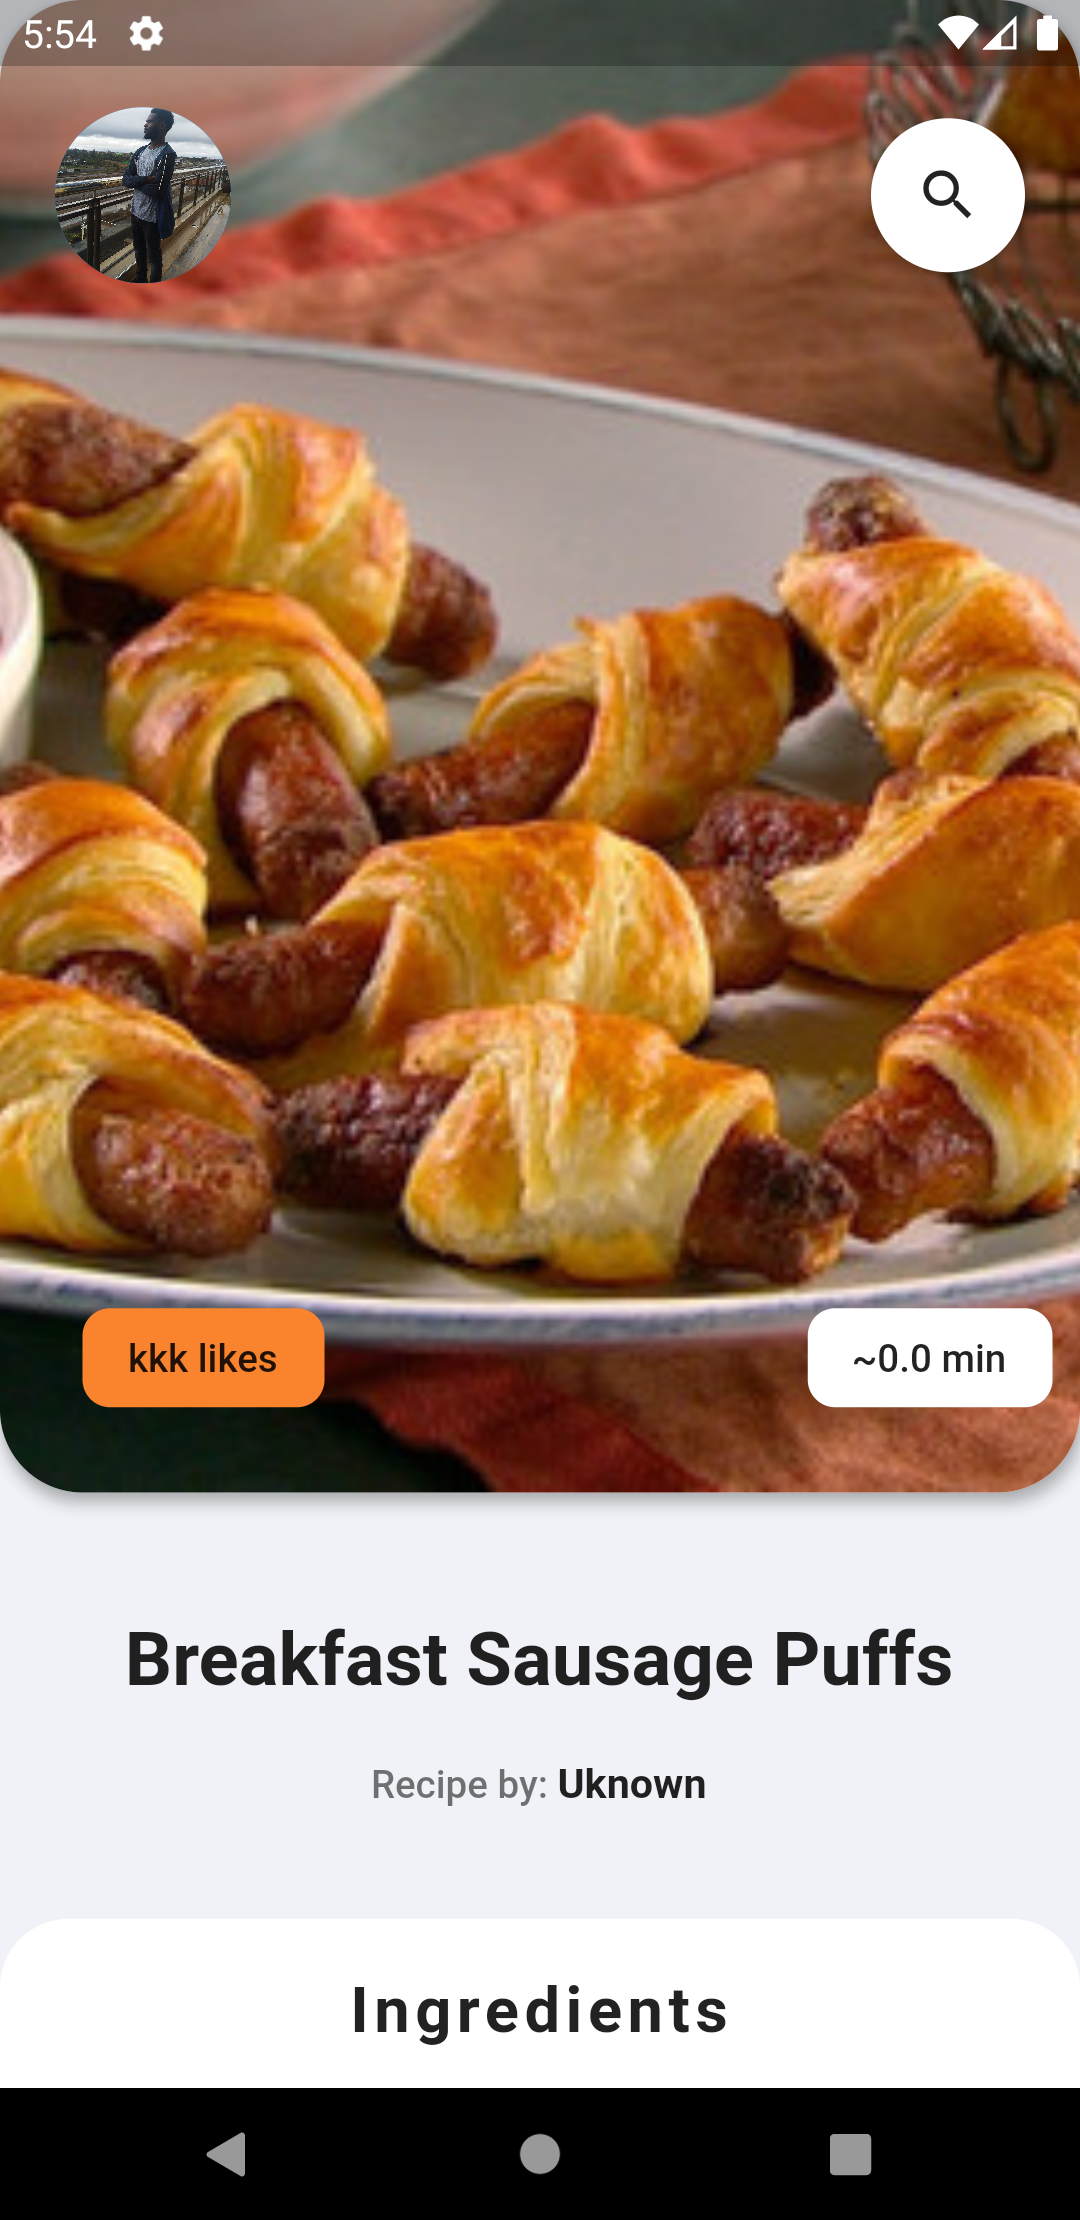 5:54
kkk likes
~0.0 min
Breakfast Sausage Puffs
Recipe by: Uknown
Ingredients